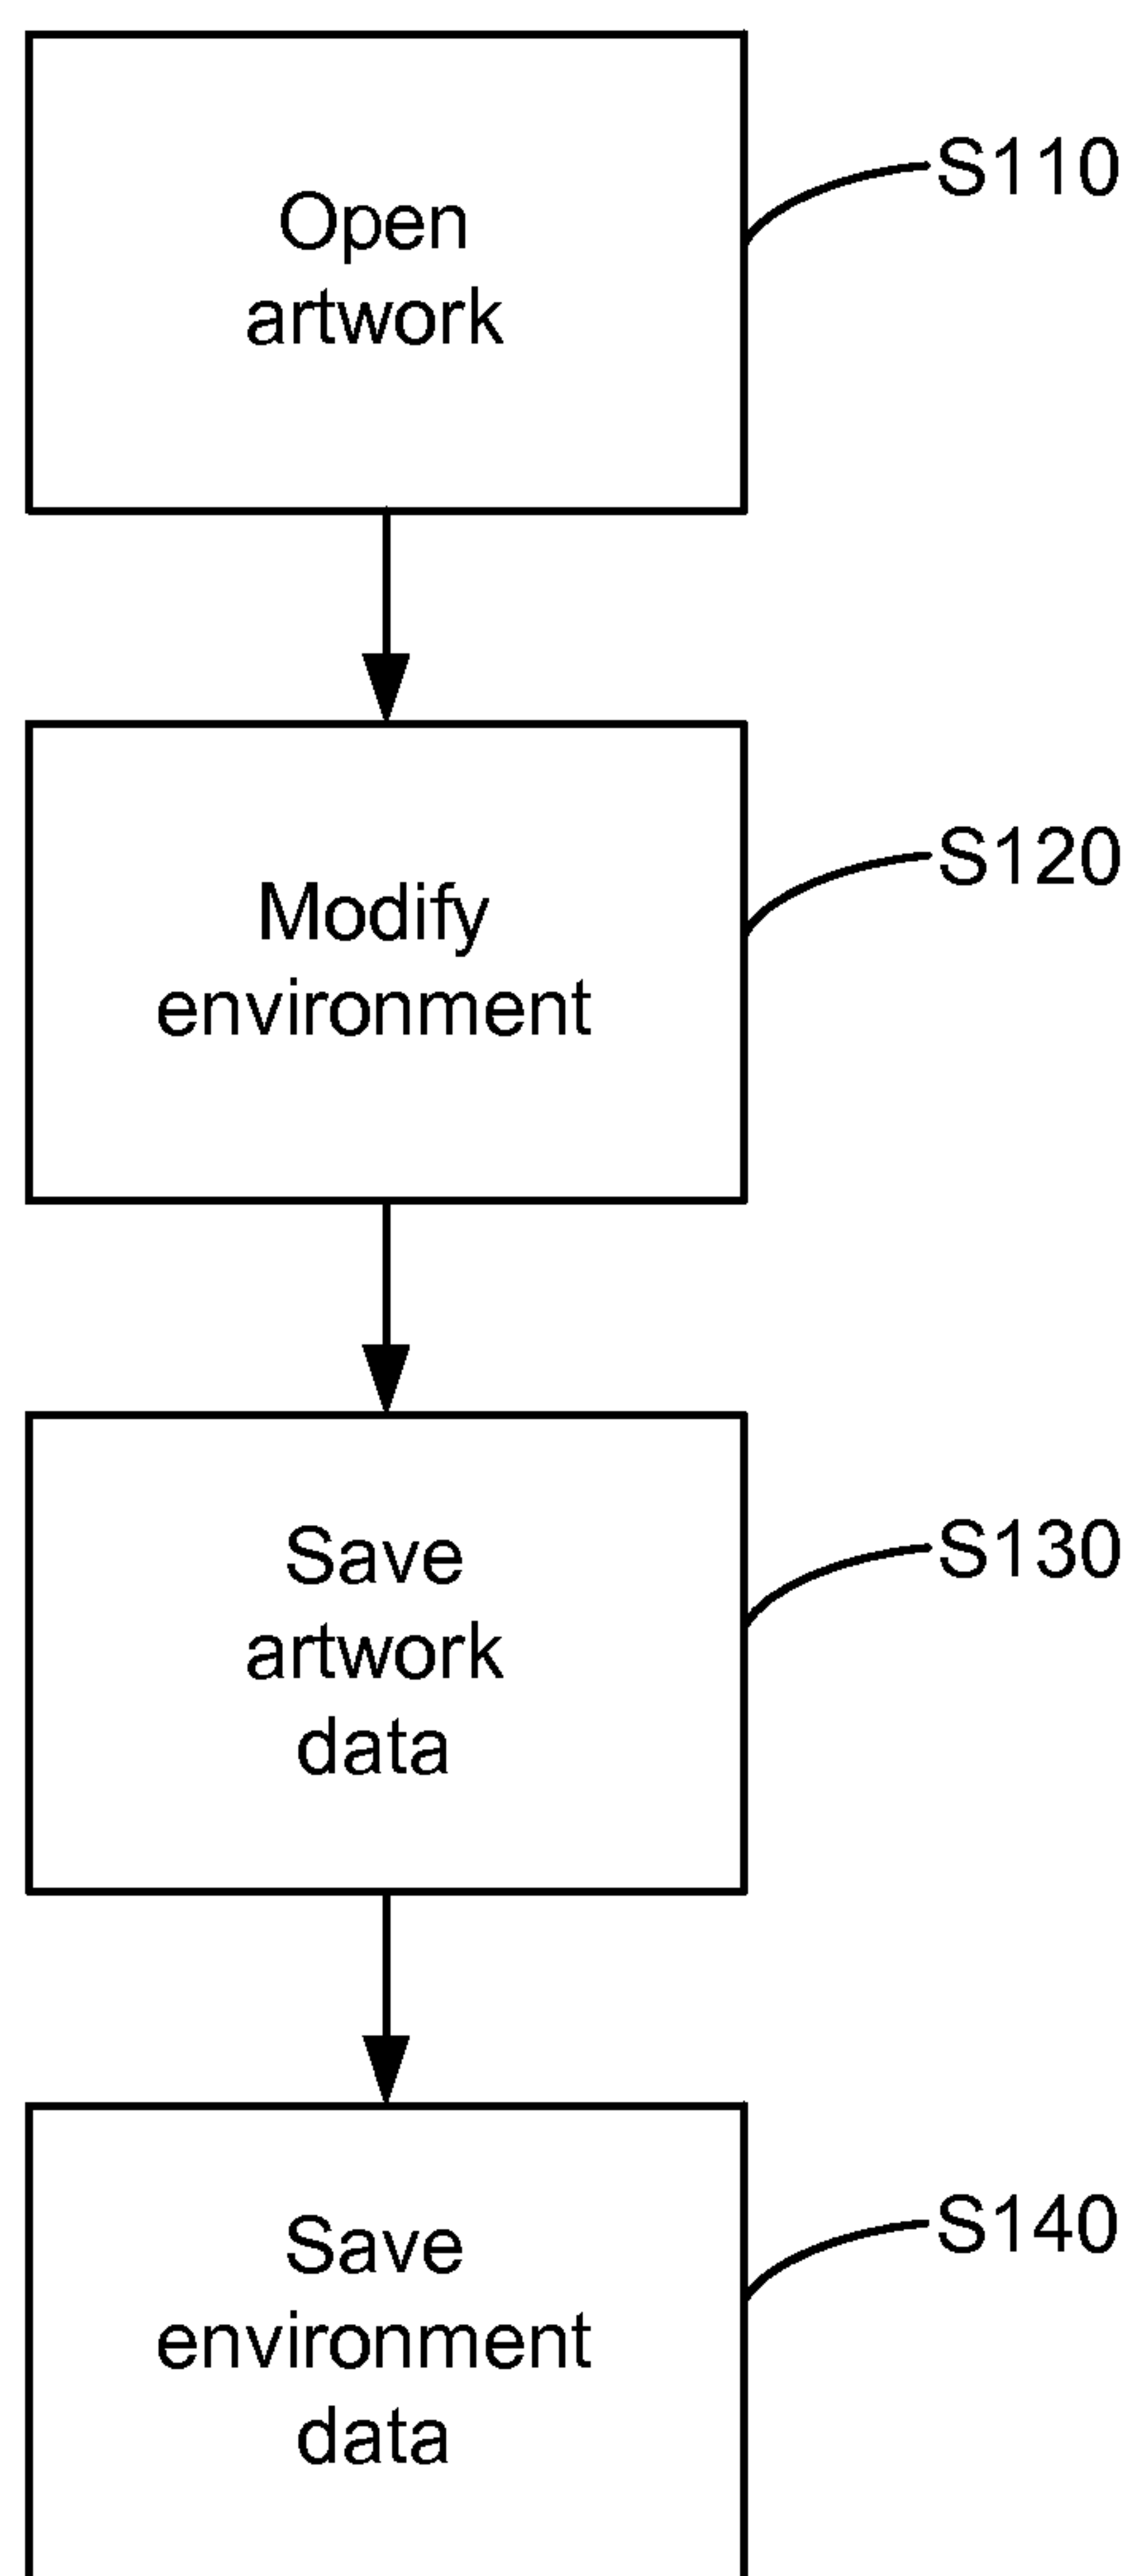 Open
artwork
S110
Modify
environment
S120
Save
artwork
data
S130
Save
environment
data
S140